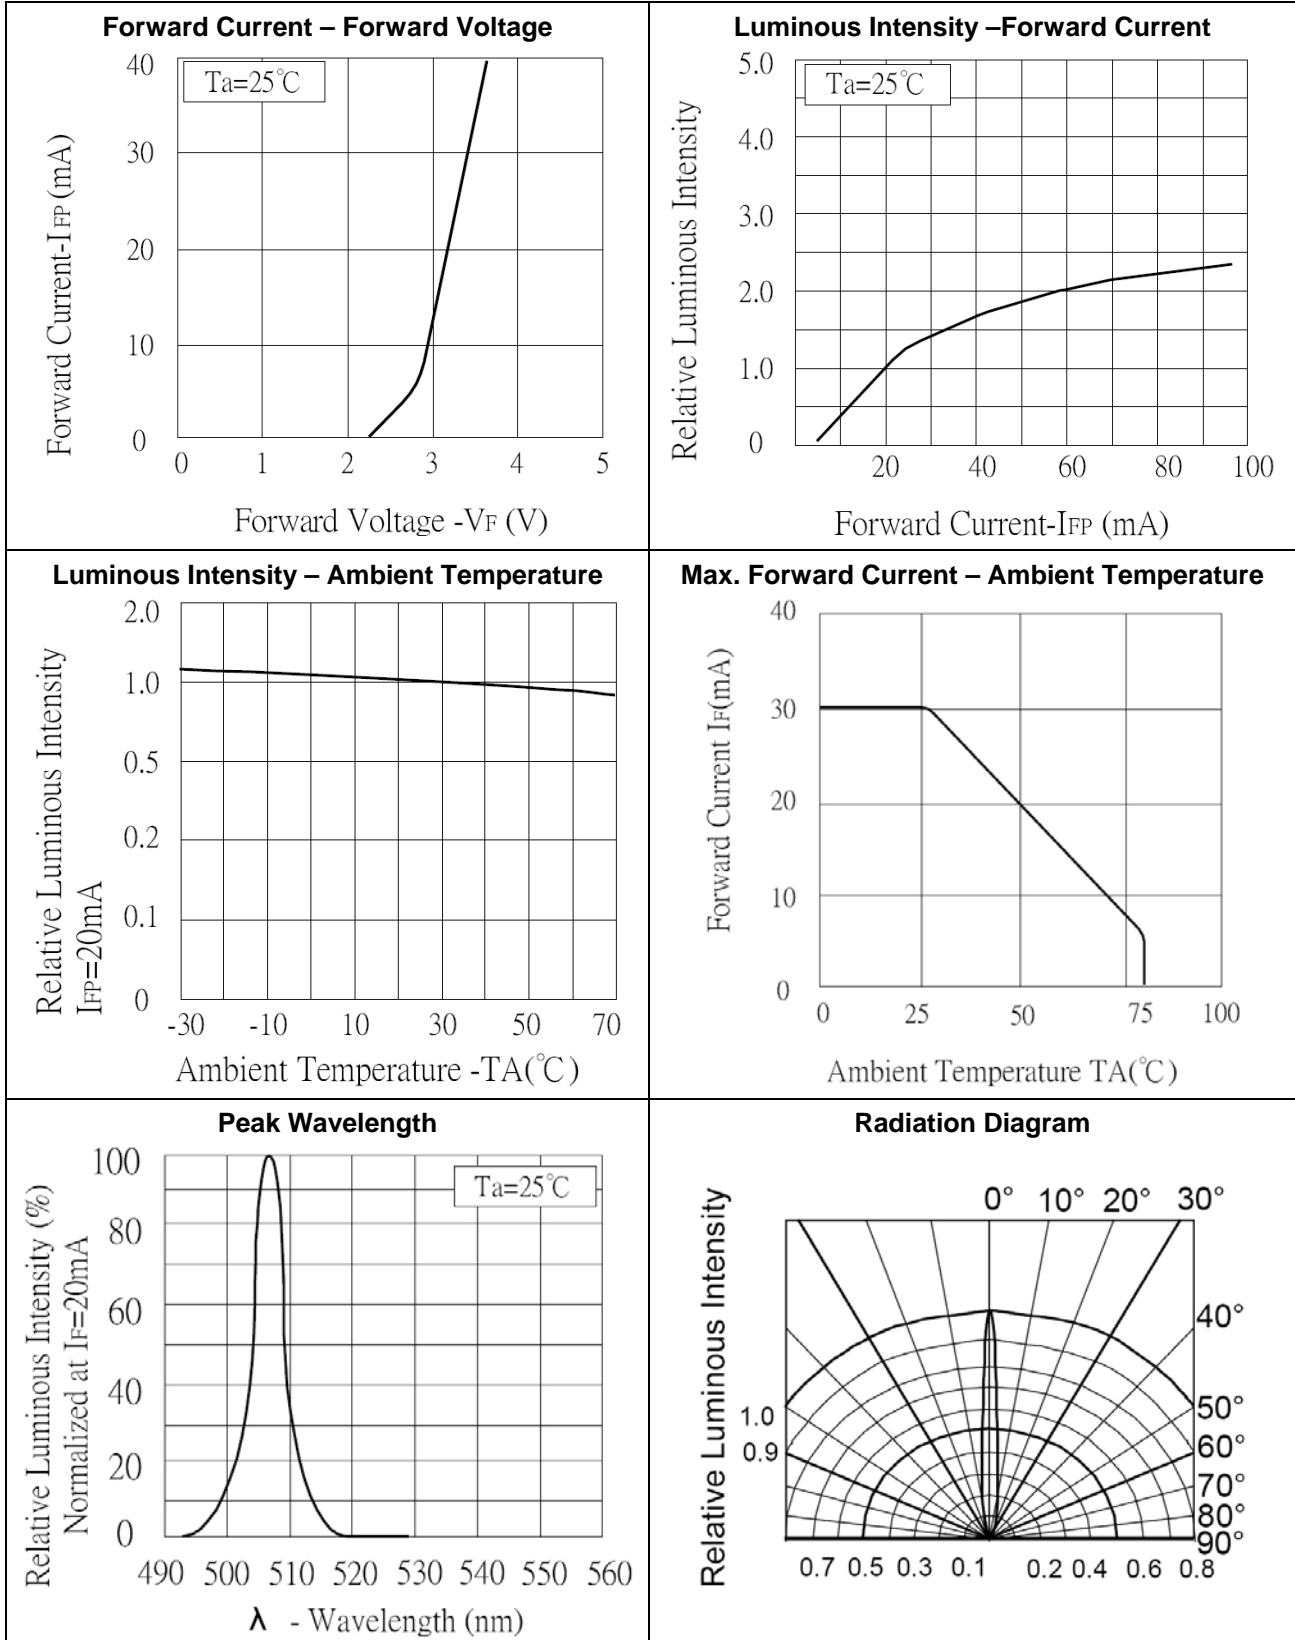 Forward Current – Forward Voltage
Ta=25℃
Forward Current-IFP (mA)
40
30
20
10
0
0 1 2 3 4 5
Forward Voltage -VF (V)
Luminous Intensity –Forward Current
Ta=25℃
Relative Luminous Intensity
5.0
4.0
3.0
2.0
1.0
0
20 40 60 80 100
Forward Current-IFP (mA)
Luminous Intensity – Ambient Temperature
Relative Luminous Intensity
IFP=20mA
2.0
1.0
0.5
0.2
0.1
0
-30 -10 10 30 50 70
Ambient Temperature -TA(℃)
Max. Forward Current – Ambient Temperature
Forward Current IF(mA)
40
30
20
10
0
0 25 50 75 100
Ambient Temperature TA(℃)
Peak Wavelength
Ta=25℃
Relative Luminous Intensity (%)
Normalized at IF=20mA
100
80
60
40
20
0
490 500 510 520 530 540 550 560
λ - Wavelength (nm)
Radiation Diagram
Relative Luminous Intensity
0° 10° 20° 30°
40°
50°
60°
70°
80°
90°
1.0
0.9
0.7 0.5 0.3 0.1 0.2 0.4 0.6 0.8